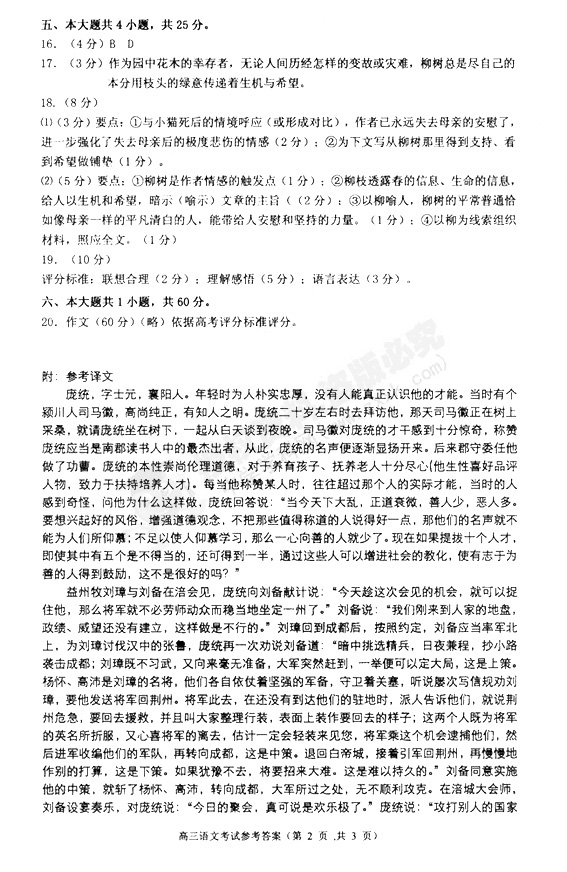 五、本大题共 4 小题，共 25 分。
16．（4 分）B　D
17．（3 分）作为园中花木的幸存者，无论人间历经怎样的变故或灾难，柳树总是尽自己的
本分用枝头的绿意传递着生机与希望。
18．（8 分）
⑴（3 分）要点：①与小猫死后的情境呼应（或形成对比），作者已永远失去母亲的安慰了，
进一步强化了失去母亲后的极度悲伤的情感（2 分）；②为下文写从柳树那里得到支持、看
到希望做铺垫（1 分）。
⑵（5 分）要点：①柳树是作者情感的触发点（1 分）；②柳枝透露春的信息、生命的信息，
给人以生机和希望，暗示（喻示）文章的主旨（（2 分）；③以柳喻人，柳树的平常普通恰
如像母亲一样的平凡清白的人，能带给人安慰和坚持的力量。（1 分）；④以柳为线索组织
材料，照应全文。（1 分）
19．（10 分）
评分标准：联想合理（2 分）；理解感悟（5 分）；语言表达（3 分）。
六、本大题共 1 小题，共 60 分。
20．作文（60 分）（略）依据高考评分标准评分。
附：参考译文
庞统，字士元，襄阳人。年轻时为人朴实忠厚，没有人能真正认识他的才能。当时有个
颍川人司马徽，高尚纯正，有知人之明。庞统二十岁左右时去拜访他，那天司马徽正在树上
采桑，就请庞统坐在树下，一起从白天谈到夜晚。司马徽对庞统的才干感到十分惊奇，称赞
庞统应当是南郡读书人中的最杰出者，从此，庞统的名声便逐渐显扬开来。后来郡守委任他
做了功曹。庞统的本性崇尚伦理道德，对于养育孩子、抚养老人十分尽心(他生性喜好品评
人物，致力于扶持培养人才)。每当他称赞某人时，往往超过那个人的实际才能，当时的人
感到奇怪，问他为什么这样做，庞统回答说：“当今天下大乱，正道衰微，善人少，恶人多。
要想兴起好的风俗，增强道德观念，不把那些值得称道的人说得好一点，那他们的名声就不
能为人们所仰慕；不足以使人仰慕学习，那么一心向善的人就少了。现在如果提拔十个人才，
即使其中有五个是不得当的，还可得到一半，通过这些人可以增进社会的教化，使有志于为
善的人得到鼓励，这不是很好的吗？”
益州牧刘璋与刘备在涪会见，庞统向刘备献计说：“今天趁这次会见的机会，就可以捉
住他，那么将军就不必劳师动众而稳当地坐定一州了。”刘备说：“我们刚来到人家的地盘，
政绩、威望还没有建立，这样做是不行的。”刘璋回到成都后，按照约定，刘备应当率军北
上，为刘璋讨伐汉中的张鲁，庞统再一次劝说刘备道：“暗中挑选精兵，日夜兼程，抄小路
袭击成都；刘璋既不习武，又向来毫无准备，大军突然赶到，一举便可以定大局，这是上策。
杨怀、高沛是刘璋的名将，他们各自依仗着坚强的军备，守卫着关塞，听说屡次写信规劝刘
璋，要他发送将军回荆州。将军此去，在还没有到达他们的驻地时，派人告诉他们，就说荆
州危急，要回去援救，并且叫大家整理行装，表面上装作要回去的样子；这两个人既为将军
的英名所折服，又心喜将军的离去，估计一定会轻装来见您，将军乘这个机会逮捕他们，然
后进军收编他们的军队，再转向成都，这是中策。退回白帝城，接着引军回荆州，再慢慢地
作别的打算，这是下策。如果犹豫不去，将要招来大难。这是难以持久的。”刘备同意实施
他的中策，就斩了杨怀、高沛，转向成都，大军所过之处，无不顺利攻克。在涪城大会师，
刘备设宴奏乐，对庞统说：“今日的聚会，真可说是欢乐极了。”庞统说：“攻打别人的国家
高三语文考试参考答案（第 2 页 ,共 3 页）